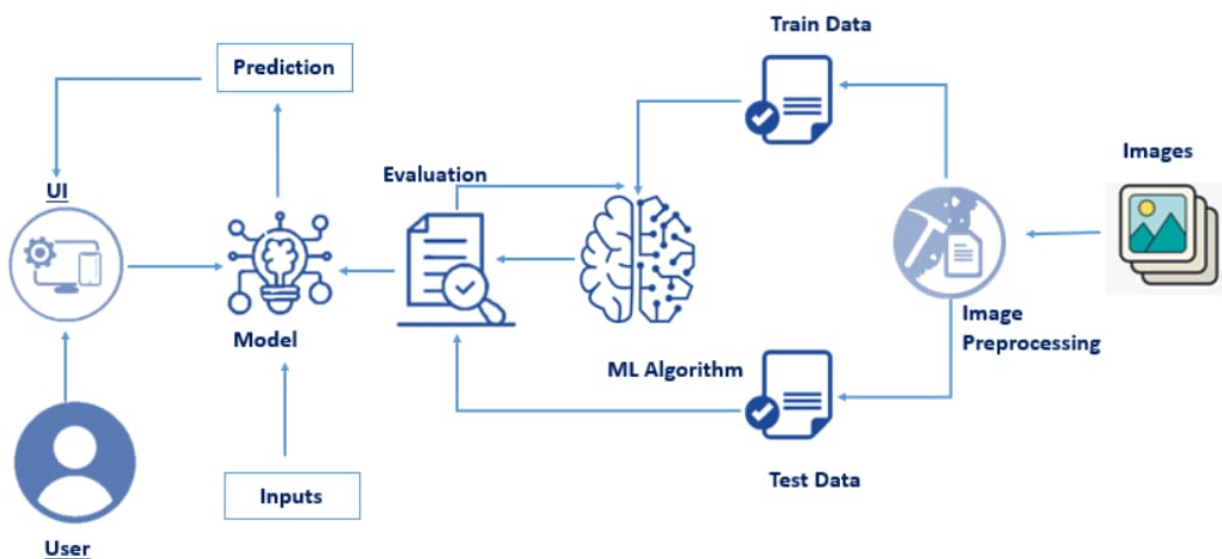 Train Data
Prediction
Images
Evaluation
UI
Image
Preprocessing
Model
ML Algorithm
Test Data
Inputs
User